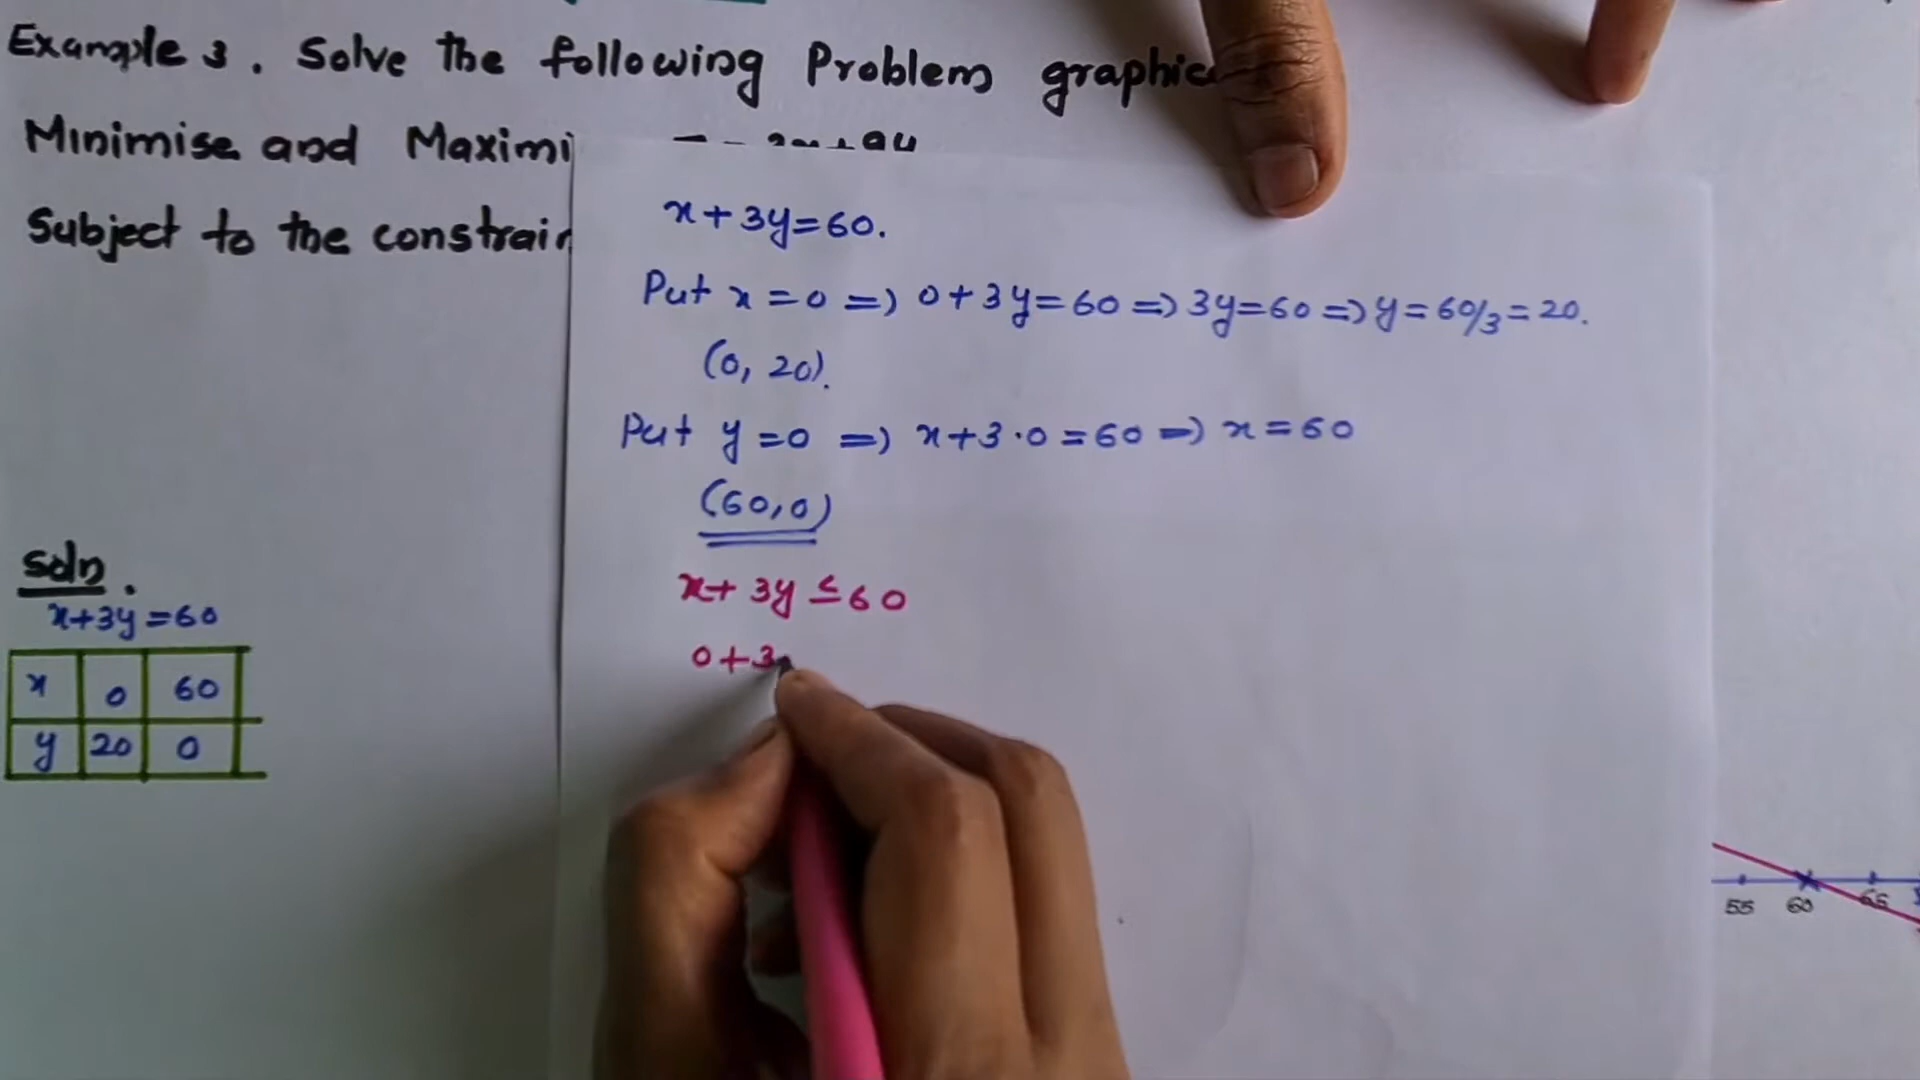 Example 3. Solve the following Problem graphic
Minimise and Maximi
Subject to the constrain
x+3y=60.
Put x=0 => 0+3y=60 => 3y=60 => y=60/3=20.
(0, 20).
Put y=0 => x+3·0=60 => x=60
(60,0)
x+3y≤60
0+3
Soln.
x+3y=60
x 0 60
y 20 0
55 60 65